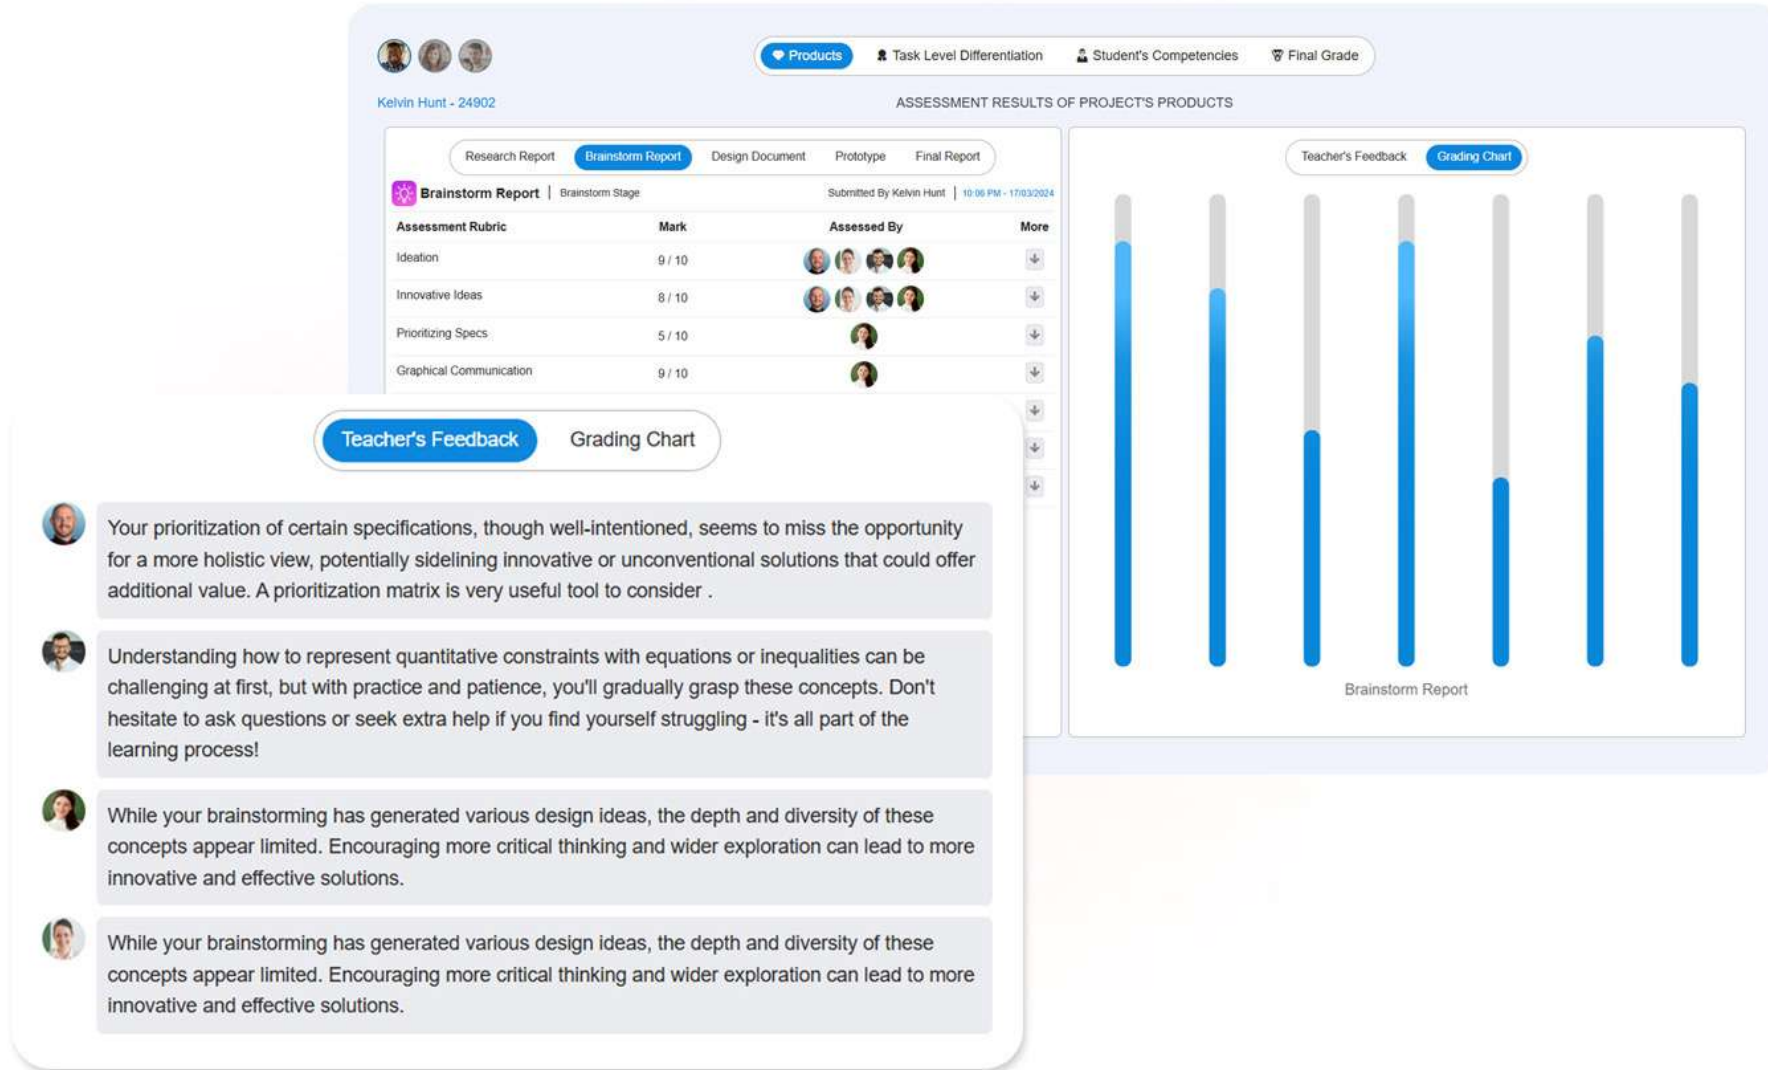 Products
Task Level Differentiation
Student's Competencies
Final Grade
Kelvin Hunt - 24902
ASSESSMENT RESULTS OF PROJECT'S PRODUCTS
Research Report
Brainstorm Report
Design Document
Prototype
Final Report
Brainstorm Report | Brainstorm Stage
Submitted By Kelvin Hunt | 10:06 PM - 17/03/2024
Assessment Rubric Mark Assessed By More
Ideation 9 / 10
Innovative Ideas 8 / 10
Prioritizing Specs 5 / 10
Graphical Communication 9 / 10
Teacher's Feedback
Grading Chart
Brainstorm Report
Teacher's Feedback
Grading Chart
Your prioritization of certain specifications, though well-intentioned, seems to miss the opportunity
for a more holistic view, potentially sidelining innovative or unconventional solutions that could offer
additional value. A prioritization matrix is very useful tool to consider .
Understanding how to represent quantitative constraints with equations or inequalities can be
challenging at first, but with practice and patience, you'll gradually grasp these concepts. Don't
hesitate to ask questions or seek extra help if you find yourself struggling - it's all part of the
learning process!
While your brainstorming has generated various design ideas, the depth and diversity of these
concepts appear limited. Encouraging more critical thinking and wider exploration can lead to more
innovative and effective solutions.
While your brainstorming has generated various design ideas, the depth and diversity of these
concepts appear limited. Encouraging more critical thinking and wider exploration can lead to more
innovative and effective solutions.